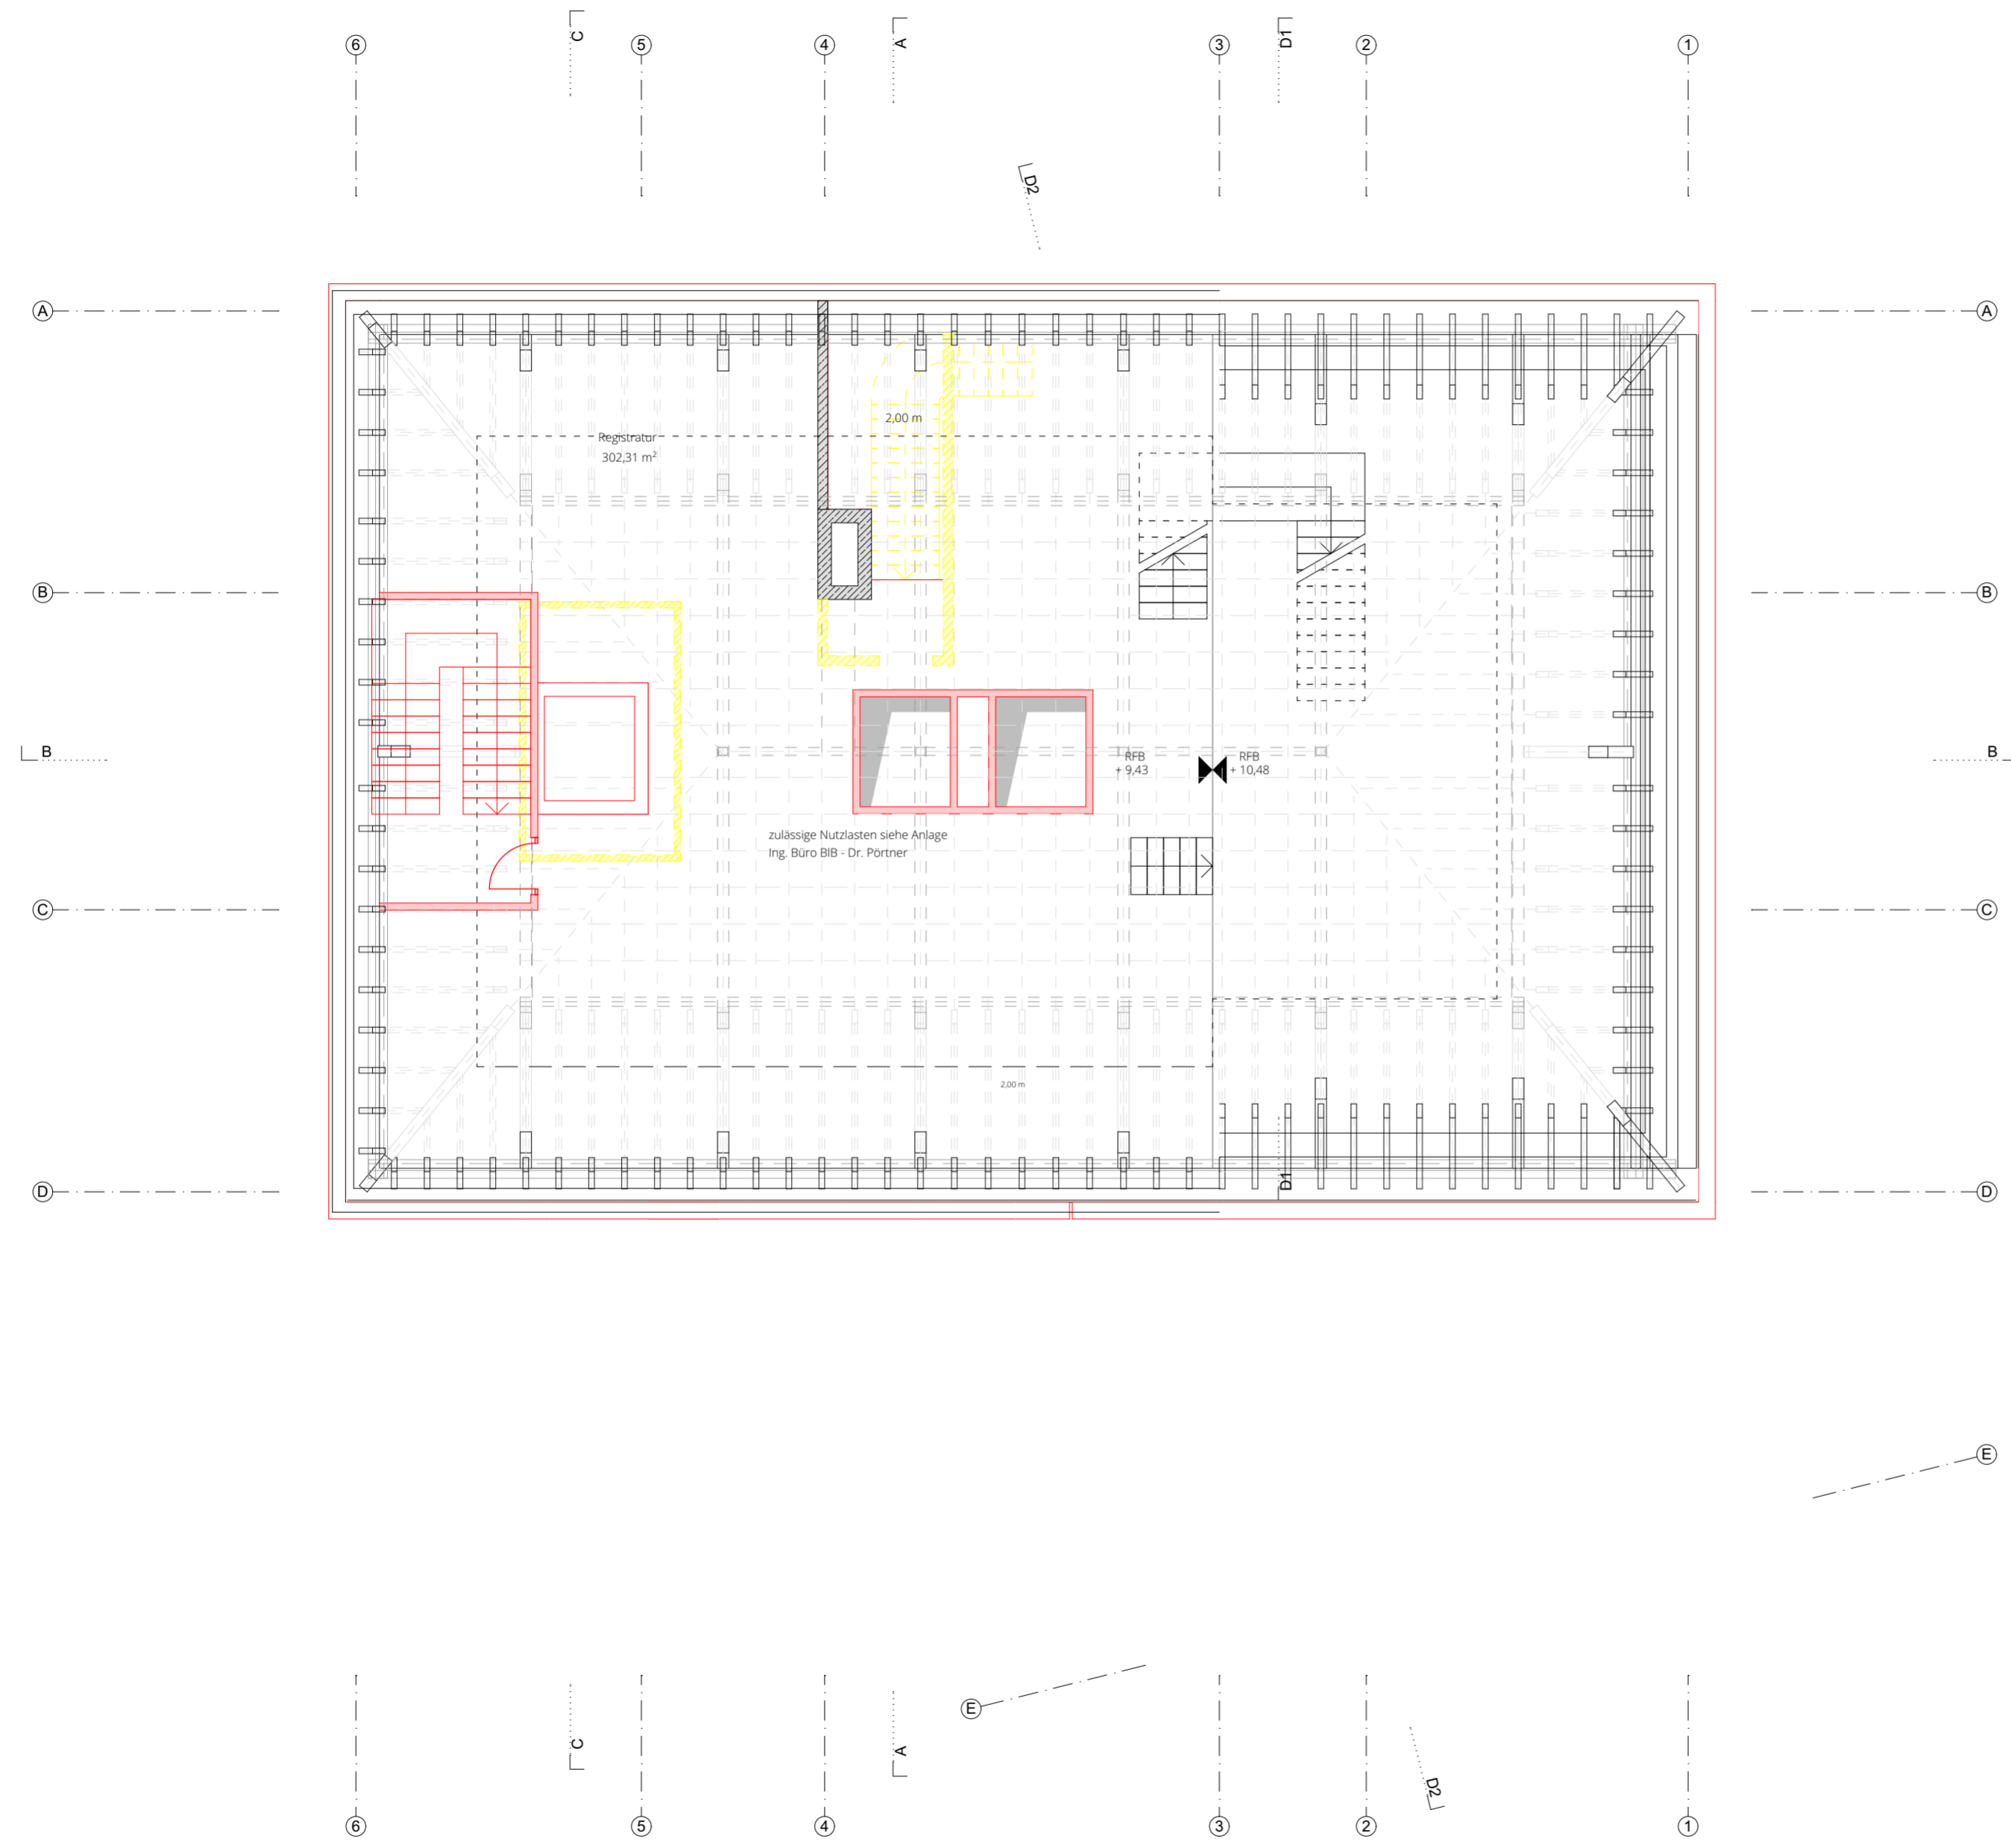 C
A
D1
6
5
4
3
2
1
D2
A
A
2,00 m
Registratur
302,31 m²
B
B
B
B
RFB
+ 9,43
RFB
+ 10,48
zulässige Nutzlasten siehe Anlage
Ing. Büro BIB - Dr. Pörtner
C
C
2,00 m
D1
D
D
E
E
C
A
D2
6
5
4
3
2
1